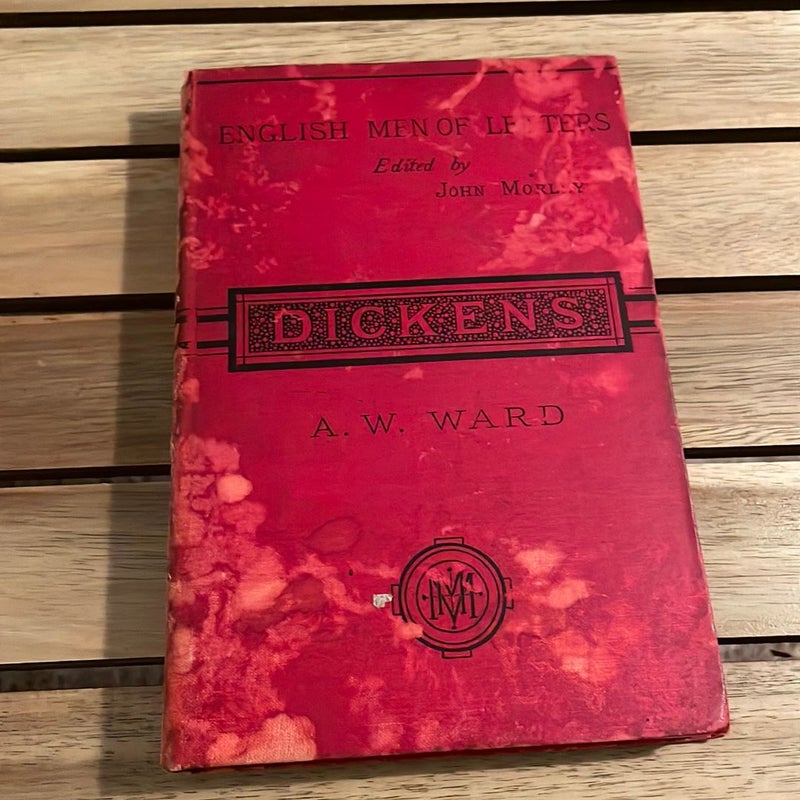 ENGLISH MEN OF LETTERS
Edited by
JOHN MORLEY
DICKENS
A. W. WARD